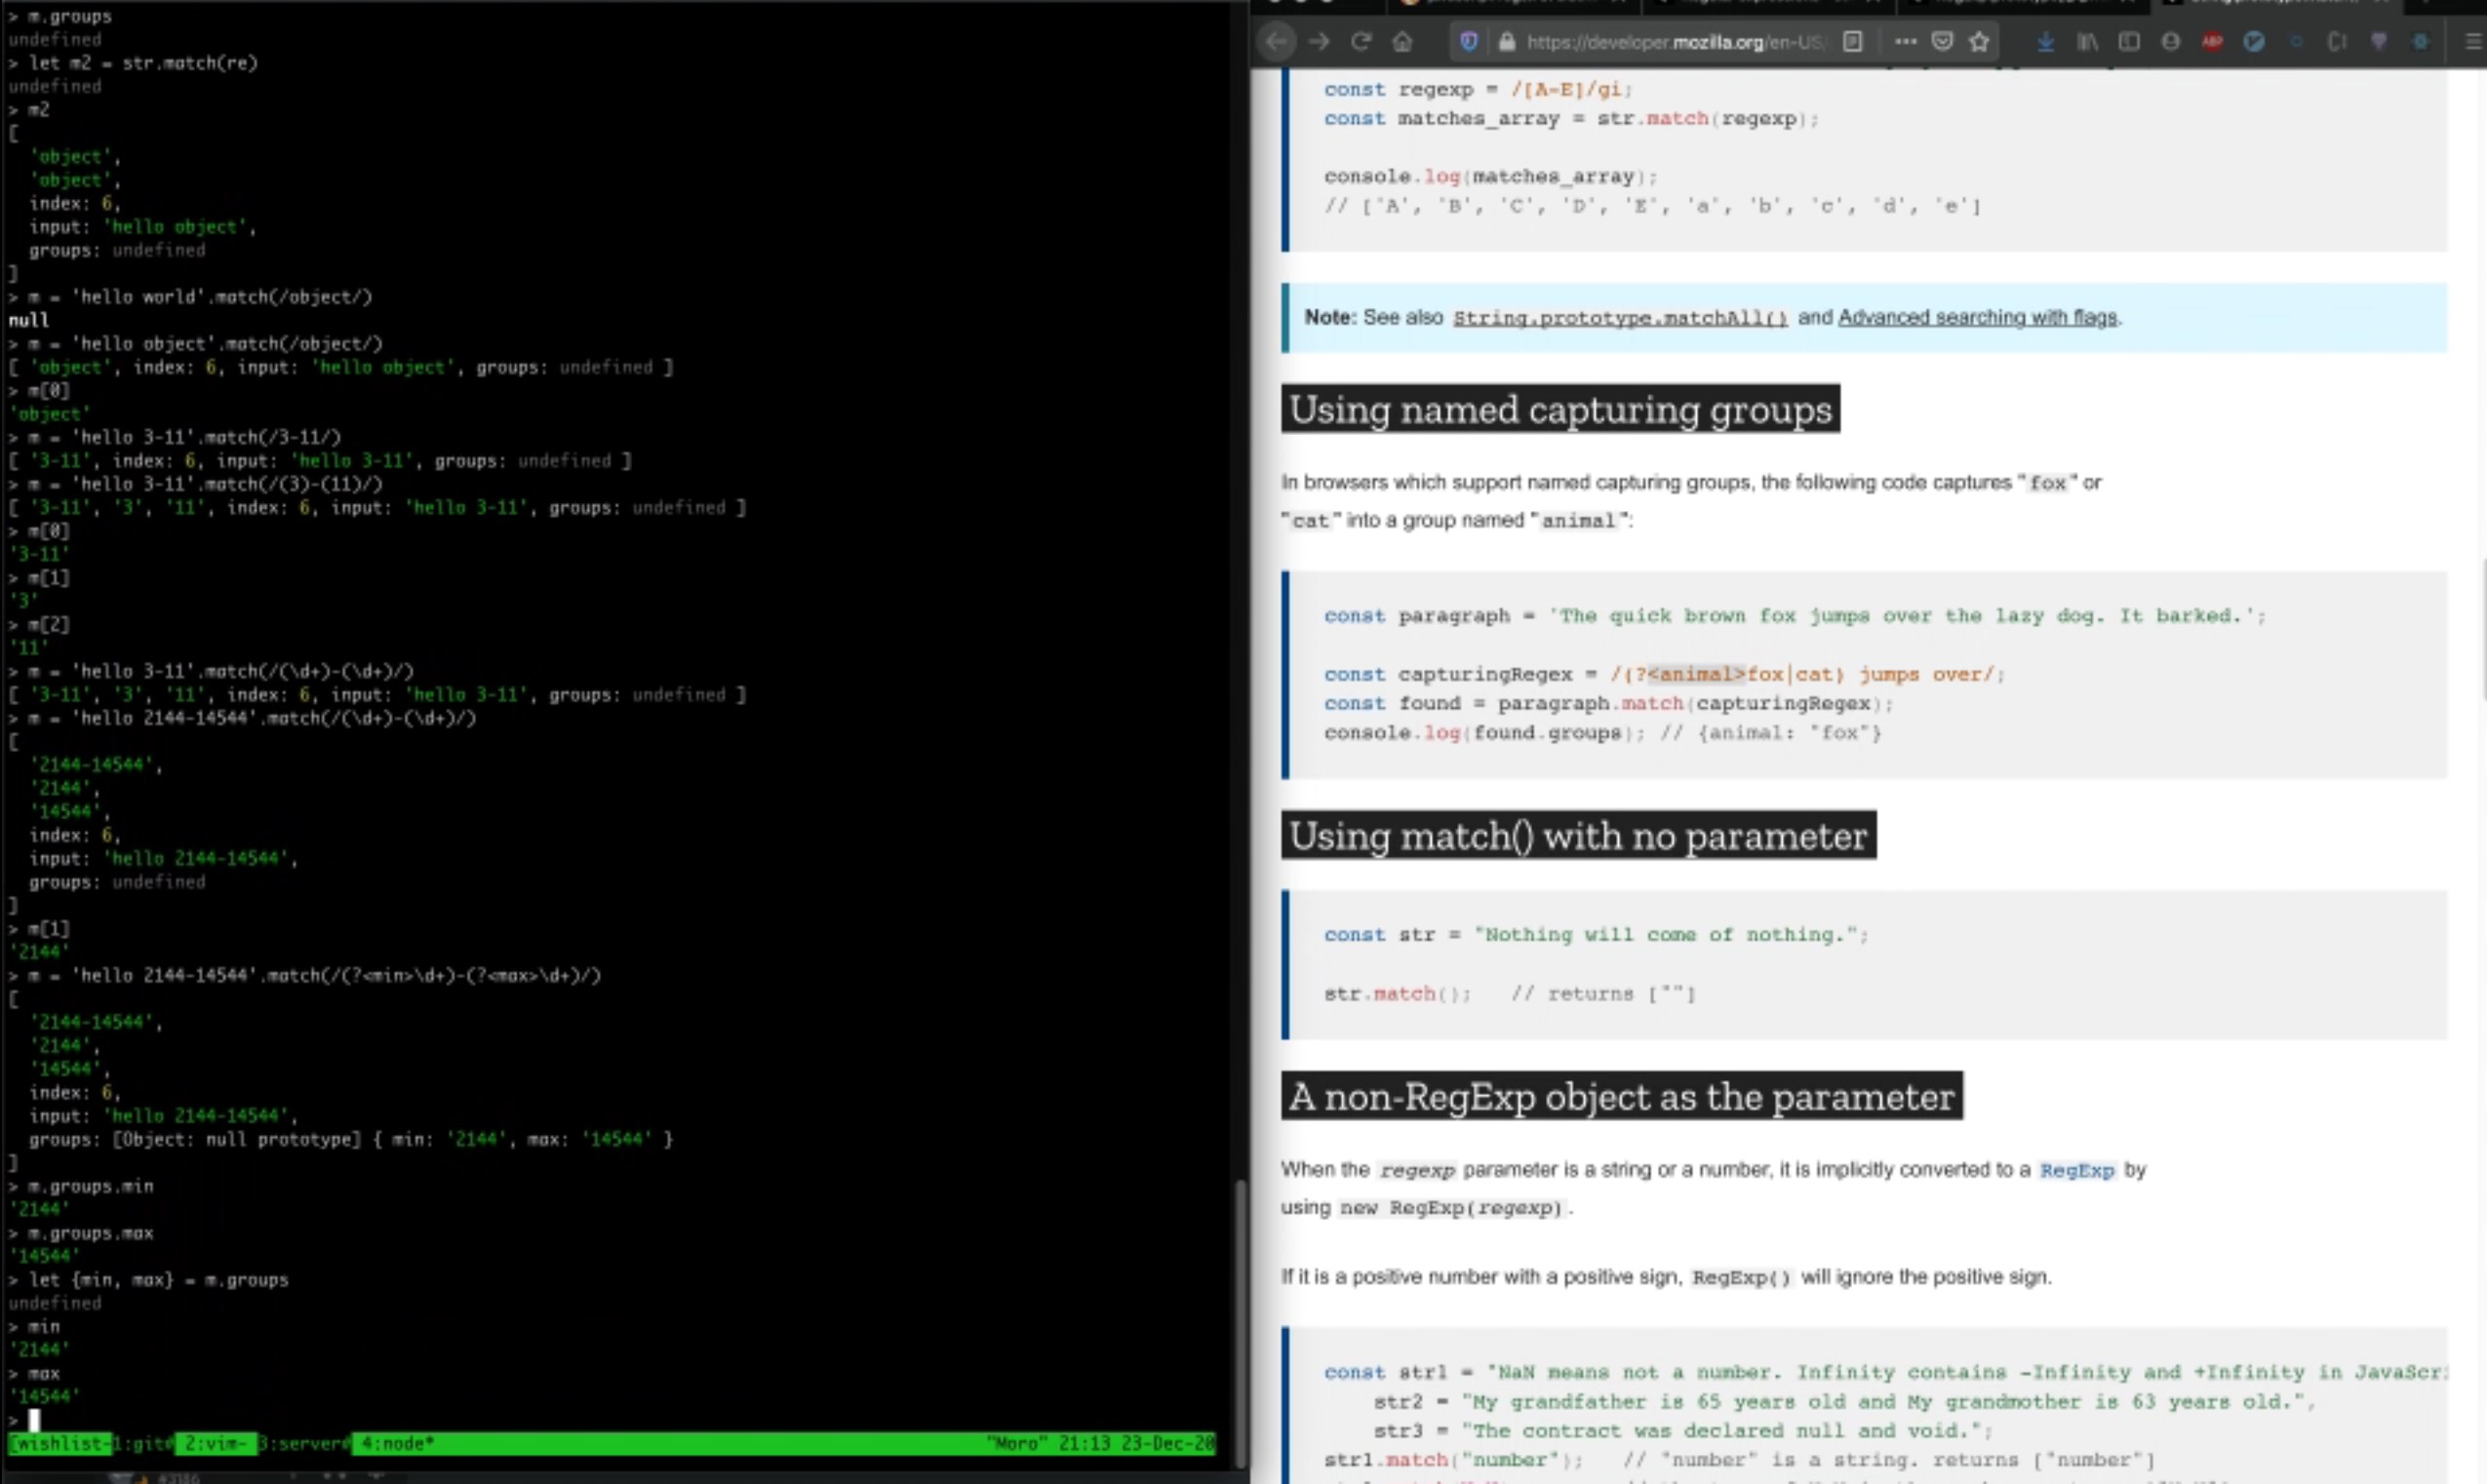 > m.groups
undefined
> let m2 = str.match(re)
undefined
> m2
[
'object',
'object',
index: 6,
input: 'hello object',
groups: undefined
]
> m = 'hello world'.match(/object/)
null
> m = 'hello object'.match(/object/)
[ 'object', index: 6, input: 'hello object', groups: undefined ]
> m[0]
'object'
> m = 'hello 3-11'.match(/3-11/)
[ '3-11', index: 6, input: 'hello 3-11', groups: undefined ]
> m = 'hello 3-11'.match(/(3)-(11)/)
[ '3-11', '3', '11', index: 6, input: 'hello 3-11', groups: undefined ]
> m[0]
'3-11'
> m[1]
'3'
> m[2]
'11'
> m = 'hello 3-11'.match(/(\d+)-(\d+)/)
[ '3-11', '3', '11', index: 6, input: 'hello 3-11', groups: undefined ]
> m = 'hello 2144-14544'.match(/(\d+)-(\d+)/)
[
'2144-14544',
'2144',
'14544',
index: 6,
input: 'hello 2144-14544',
groups: undefined
]
> m[1]
'2144'
> m = 'hello 2144-14544'.match(/(?<min>\d+)-(?<max>\d+)/)
[
'2144-14544',
'2144',
'14544',
index: 6,
input: 'hello 2144-14544',
groups: [Object: null prototype] { min: '2144', max: '14544' }
]
> m.groups.min
'2144'
> m.groups.max
'14544'
> let {min, max} = m.groups
undefined
> min
'2144'
> max
'14544'
>
[wishlist-1:git# 2:vim- 3:server# 4:node* "Moro" 21:13 23-Dec-20
#3186
https://developer.mozilla.org/en-US/
ABP
const regexp = /[A-E]/gi;
const matches_array = str.match(regexp);
console.log(matches_array);
// ['A', 'B', 'C', 'D', 'E', 'a', 'b', 'c', 'd', 'e']
Note: See also String.prototype.matchAll() and Advanced searching with flags.
Using named capturing groups
In browsers which support named capturing groups, the following code captures "fox" or
"cat" into a group named "animal":
const paragraph = 'The quick brown fox jumps over the lazy dog. It barked.';
const capturingRegex = /(?<animal>fox|cat) jumps over/;
const found = paragraph.match(capturingRegex);
console.log(found.groups); // {animal: "fox"}
Using match() with no parameter
const str = "Nothing will come of nothing.";
str.match(); // returns [""]
A non-RegExp object as the parameter
When the regexp parameter is a string or a number, it is implicitly converted to a RegExp by
using new RegExp(regexp).
If it is a positive number with a positive sign, RegExp() will ignore the positive sign.
const str1 = "NaN means not a number. Infinity contains -Infinity and +Infinity in JavaScri
str2 = "My grandfather is 65 years old and My grandmother is 63 years old.",
str3 = "The contract was declared null and void.";
str1.match("number"); // "number" is a string. returns ["number"]